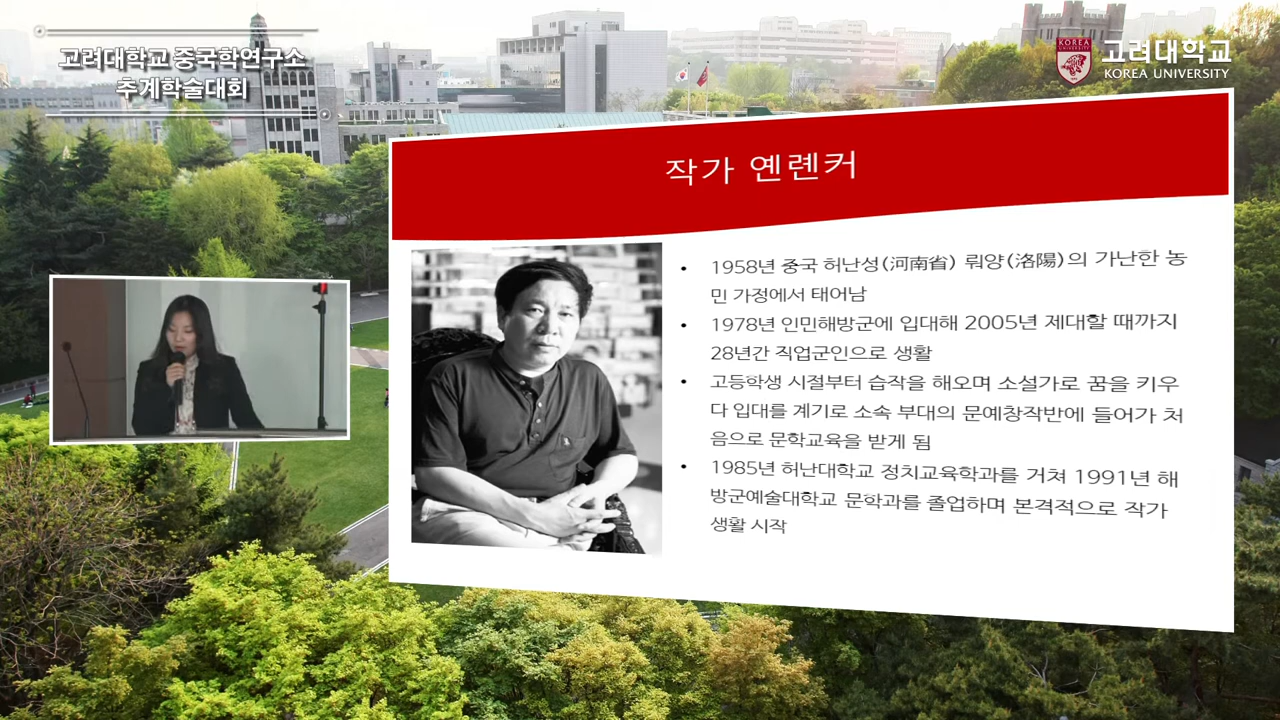 고려대학교 중국학연구소
추계학술대회
고려대학교
KOREA UNIVERSITY
작가 옌롄커
• 1958년 중국 허난성(河南省) 뤄양(洛陽)의 가난한 농
민 가정에서 태어남
• 1978년 인민해방군에 입대해 2005년 제대할 때까지
28년간 직업군인으로 생활
• 고등학생 시절부터 습작을 해오며 소설가로 꿈을 키우
다 입대를 계기로 소속 부대의 문예창작반에 들어가 처
음으로 문학교육을 받게 됨
• 1985년 허난대학교 정치교육학과를 거쳐 1991년 해
방군예술대학교 문학과를 졸업하며 본격적으로 작가
생활 시작